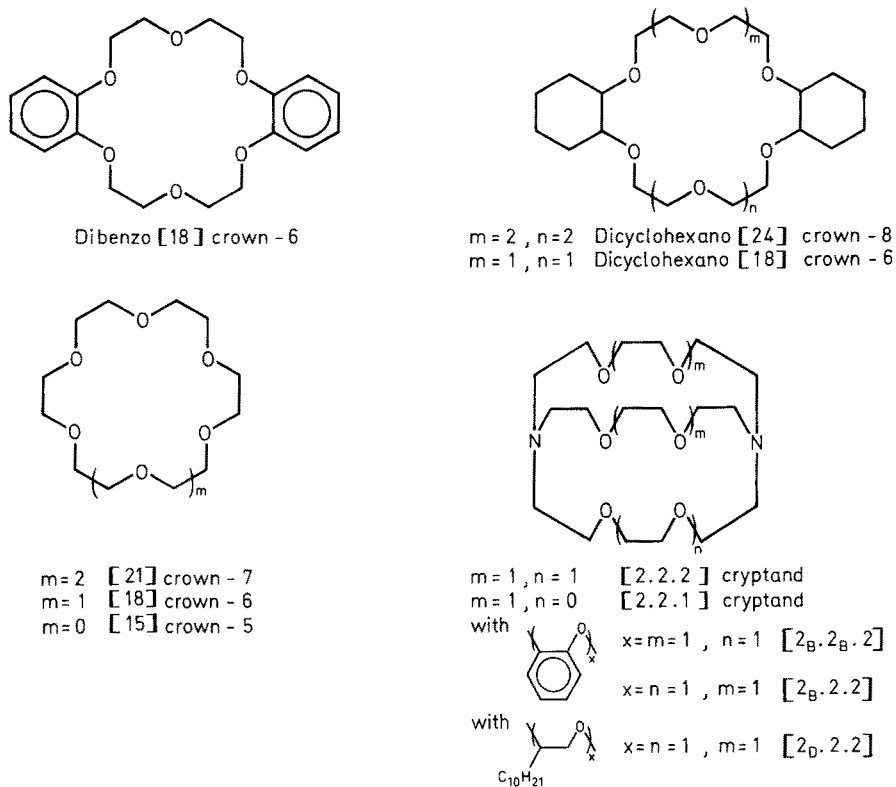 O
O
O
O
O
O
Dibenzo [18] crown - 6
O
m
O
O
O
O
O
n
m = 2 , n = 2 Dicyclohexano [24] crown - 8
m = 1 , n = 1 Dicyclohexano [18] crown - 6
O
O
O
O
O
O
m
m = 2 [21] crown - 7
m = 1 [18] crown - 6
m = 0 [15] crown - 5
O O m
N O O m N
O O n
m = 1 , n = 1 [2.2.2] cryptand
m = 1 , n = 0 [2.2.1] cryptand
with O x x = m = 1 , n = 1 [2B.2B.2]
x = n = 1 , m = 1 [2B.2.2]
with O x x = n = 1 , m = 1 [2D.2.2]
C10H21